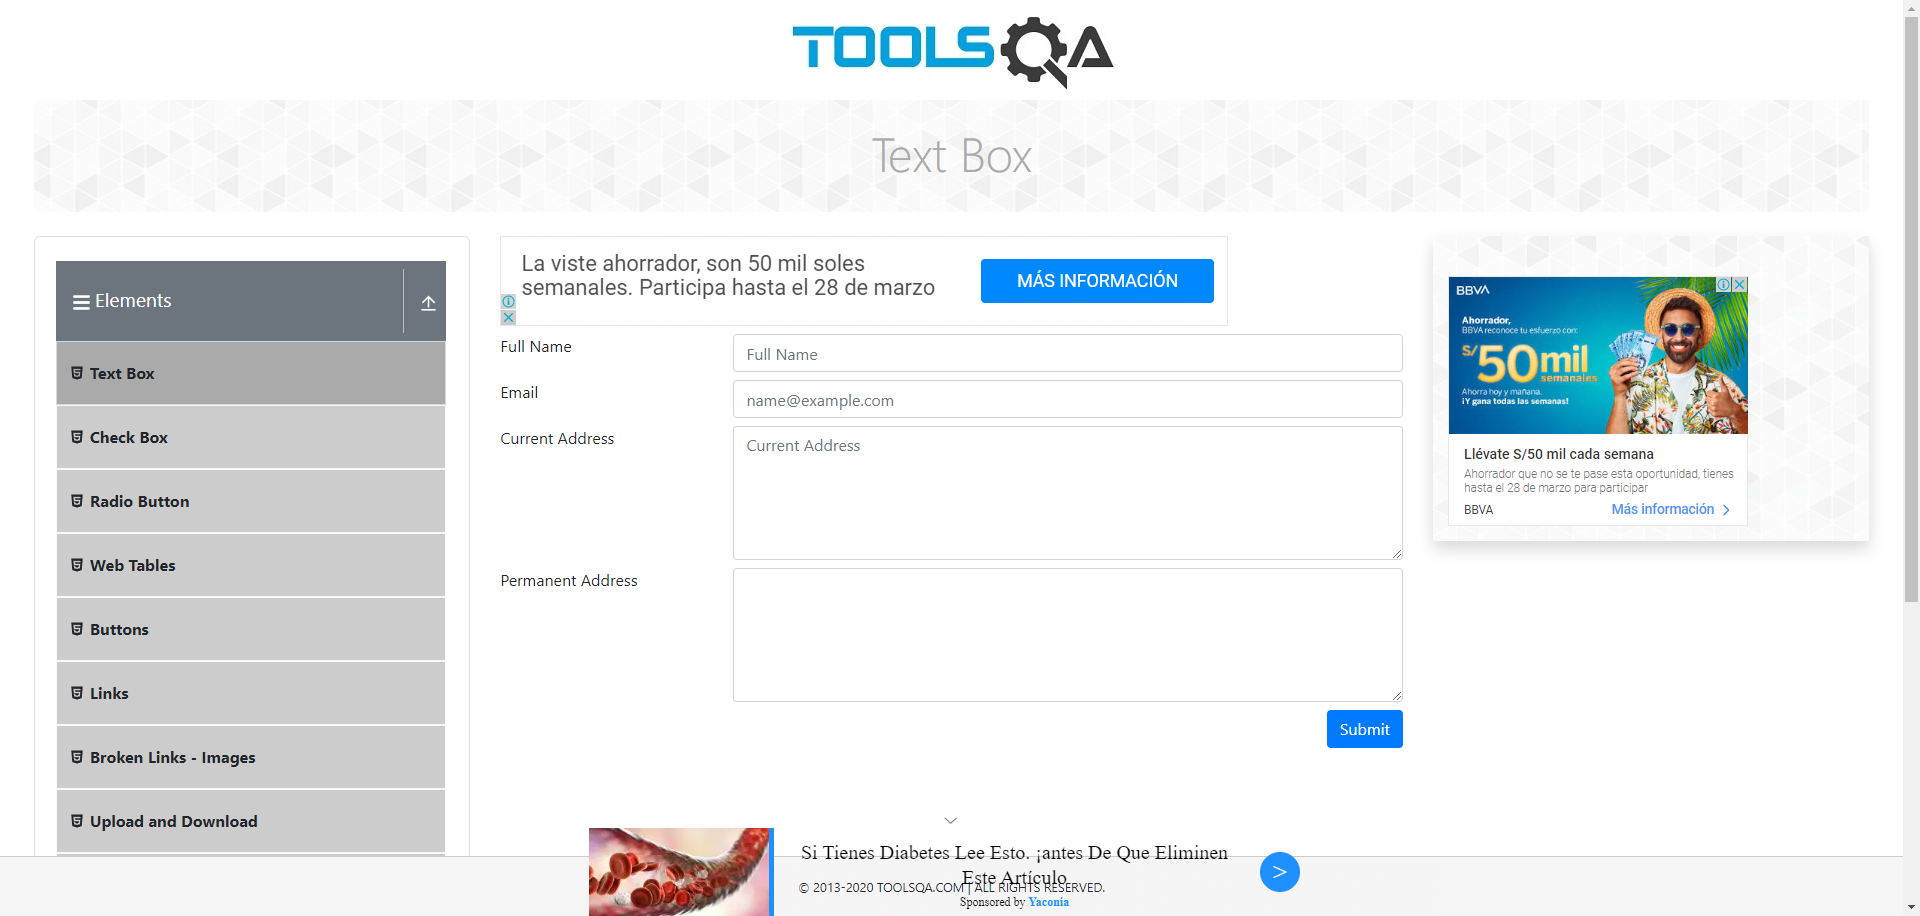 TOOLSQA
Text Box
Elements
Text Box
Check Box
Radio Button
Web Tables
Buttons
Links
Broken Links - Images
Upload and Download
La viste ahorrador, son 50 mil soles
semanales. Participa hasta el 28 de marzo
MÁS INFORMACIÓN
Full Name
Full Name
Email
name@example.com
Current Address
Current Address
Permanent Address
Submit
BBVA
Ahorrador,
BBVA reconoce tu esfuerzo con:
S/50mil
semanales
Ahorra hoy y mañana.
¡Y gana todas las semanas!
Llévate S/50 mil cada semana
Ahorrador que no se te pase esta oportunidad, tienes
hasta el 28 de marzo para participar
BBVA
Más información
Si Tienes Diabetes Lee Esto. ¡antes De Que Eliminen
Este Artículo
© 2013-2020 TOOLSQA.COM | ALL RIGHTS RESERVED.
Sponsored by Yaconia